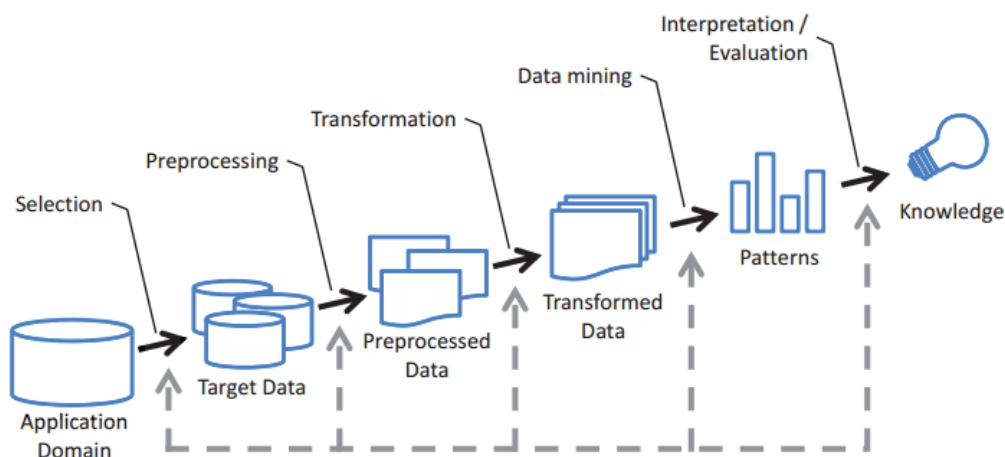 Interpretation /
Evaluation
Data mining
Transformation
Preprocessing
Selection
Knowledge
Patterns
Transformed
Data
Preprocessed
Data
Target Data
Application
Domain